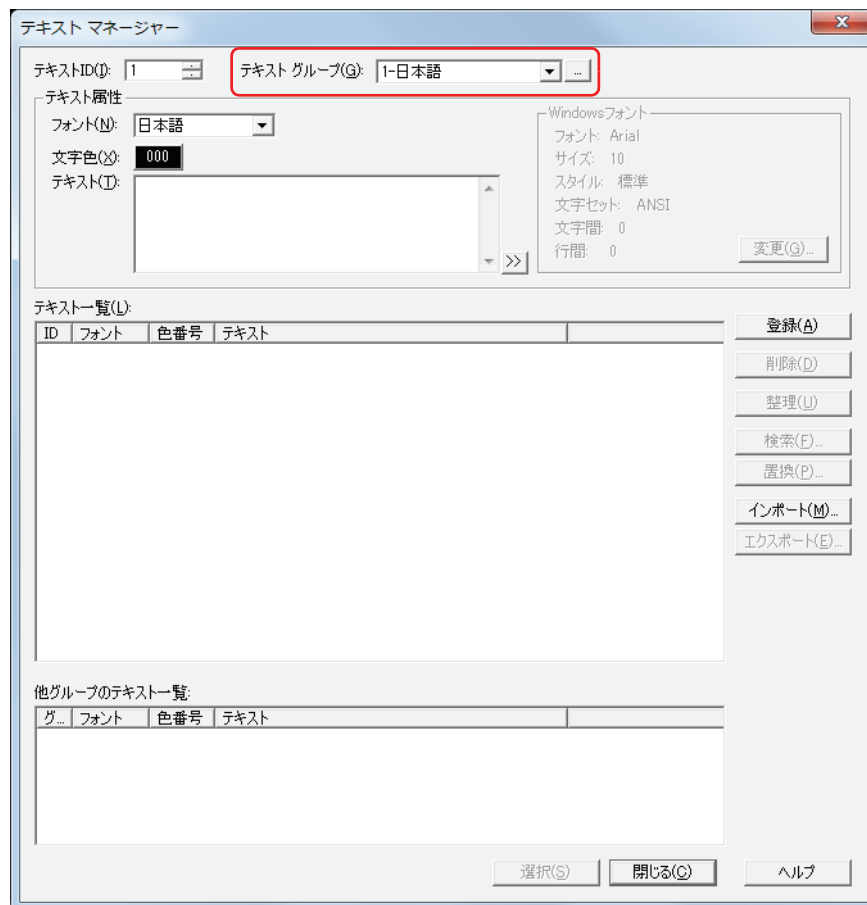 テキスト マネージャー
x
テキストID(I): 1 テキスト グループ(G): 1-日本語 ...
テキスト属性
フォント(N): 日本語
文字色(X): 000
テキスト(T):
>>
Windowsフォント
フォント: Arial
サイズ: 10
スタイル: 標準
文字セット: ANSI
文字間: 0
行間: 0
変更(G)...
テキスト一覧(L):
ID フォント 色番号 テキスト
登録(A)
削除(D)
整理(U)
検索(F)...
置換(P)...
インポート(M)...
エクスポート(E)...
他グループのテキスト一覧:
グ... フォント 色番号 テキスト
選択(S) 閉じる(C) ヘルプ